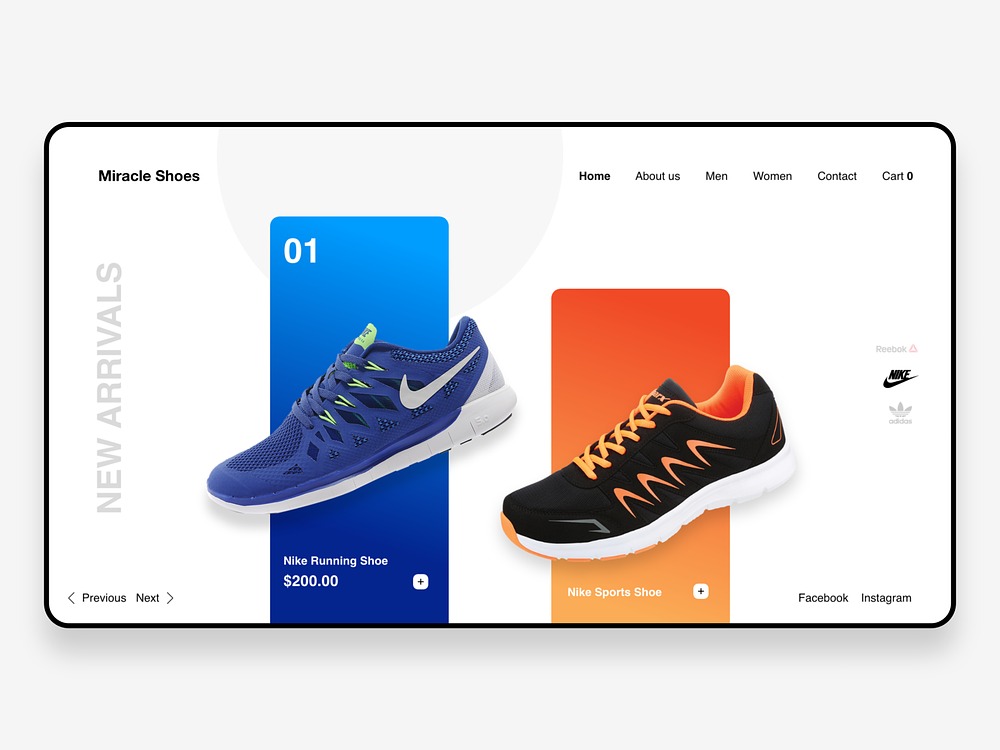 Miracle Shoes
Home About us Men Women Contact Cart 0
NEW ARRIVALS
01
Reebok
NIKE
adidas
Nike Running Shoe
$200.00
+
Nike Sports Shoe
+
Previous Next
Facebook Instagram